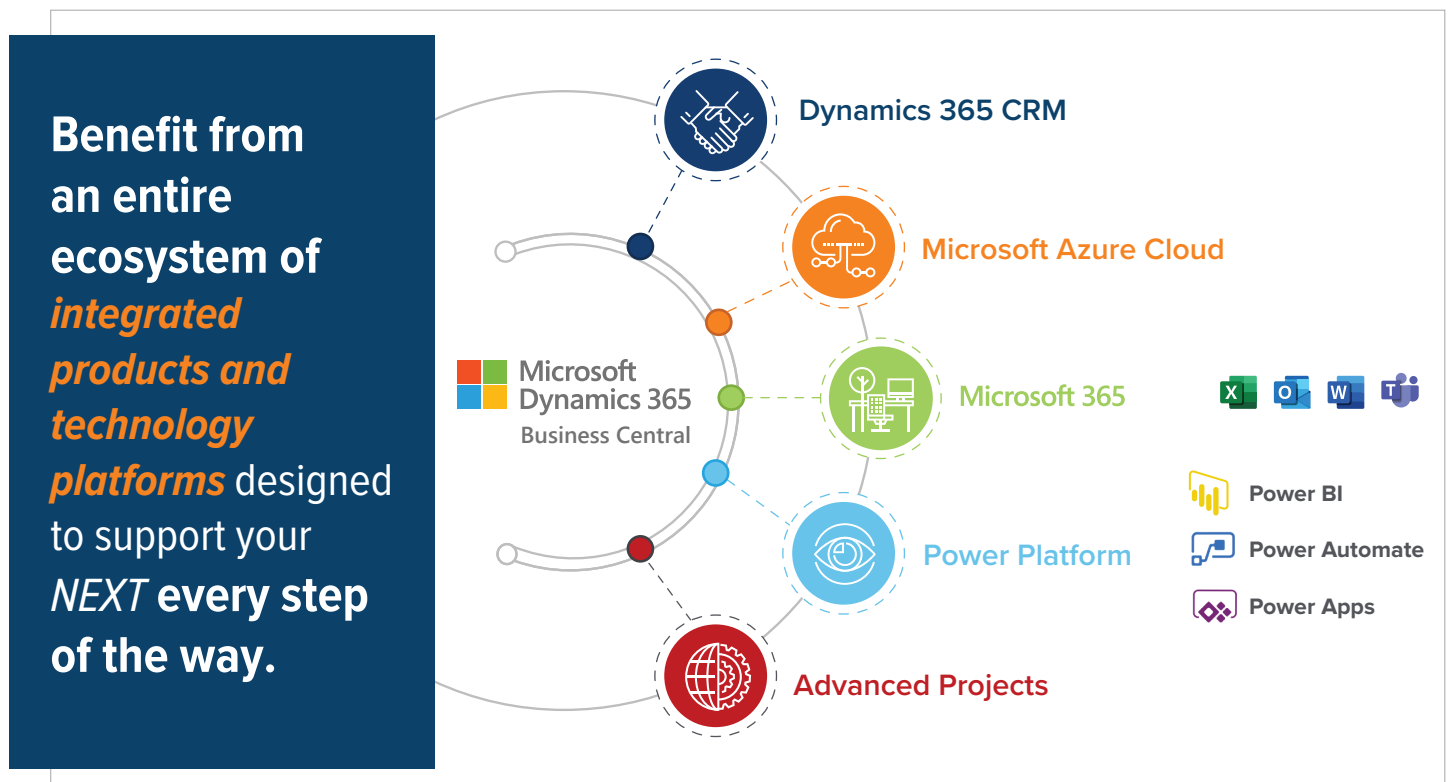 Benefit from
an entire
ecosystem of
integrated
products and
technology
platforms designed
to support your
NEXT every step
of the way.
Microsoft
Dynamics 365
Business Central
Dynamics 365 CRM
Microsoft Azure Cloud
Microsoft 365
X O W T
Power Platform
Power BI
Power Automate
Power Apps
Advanced Projects